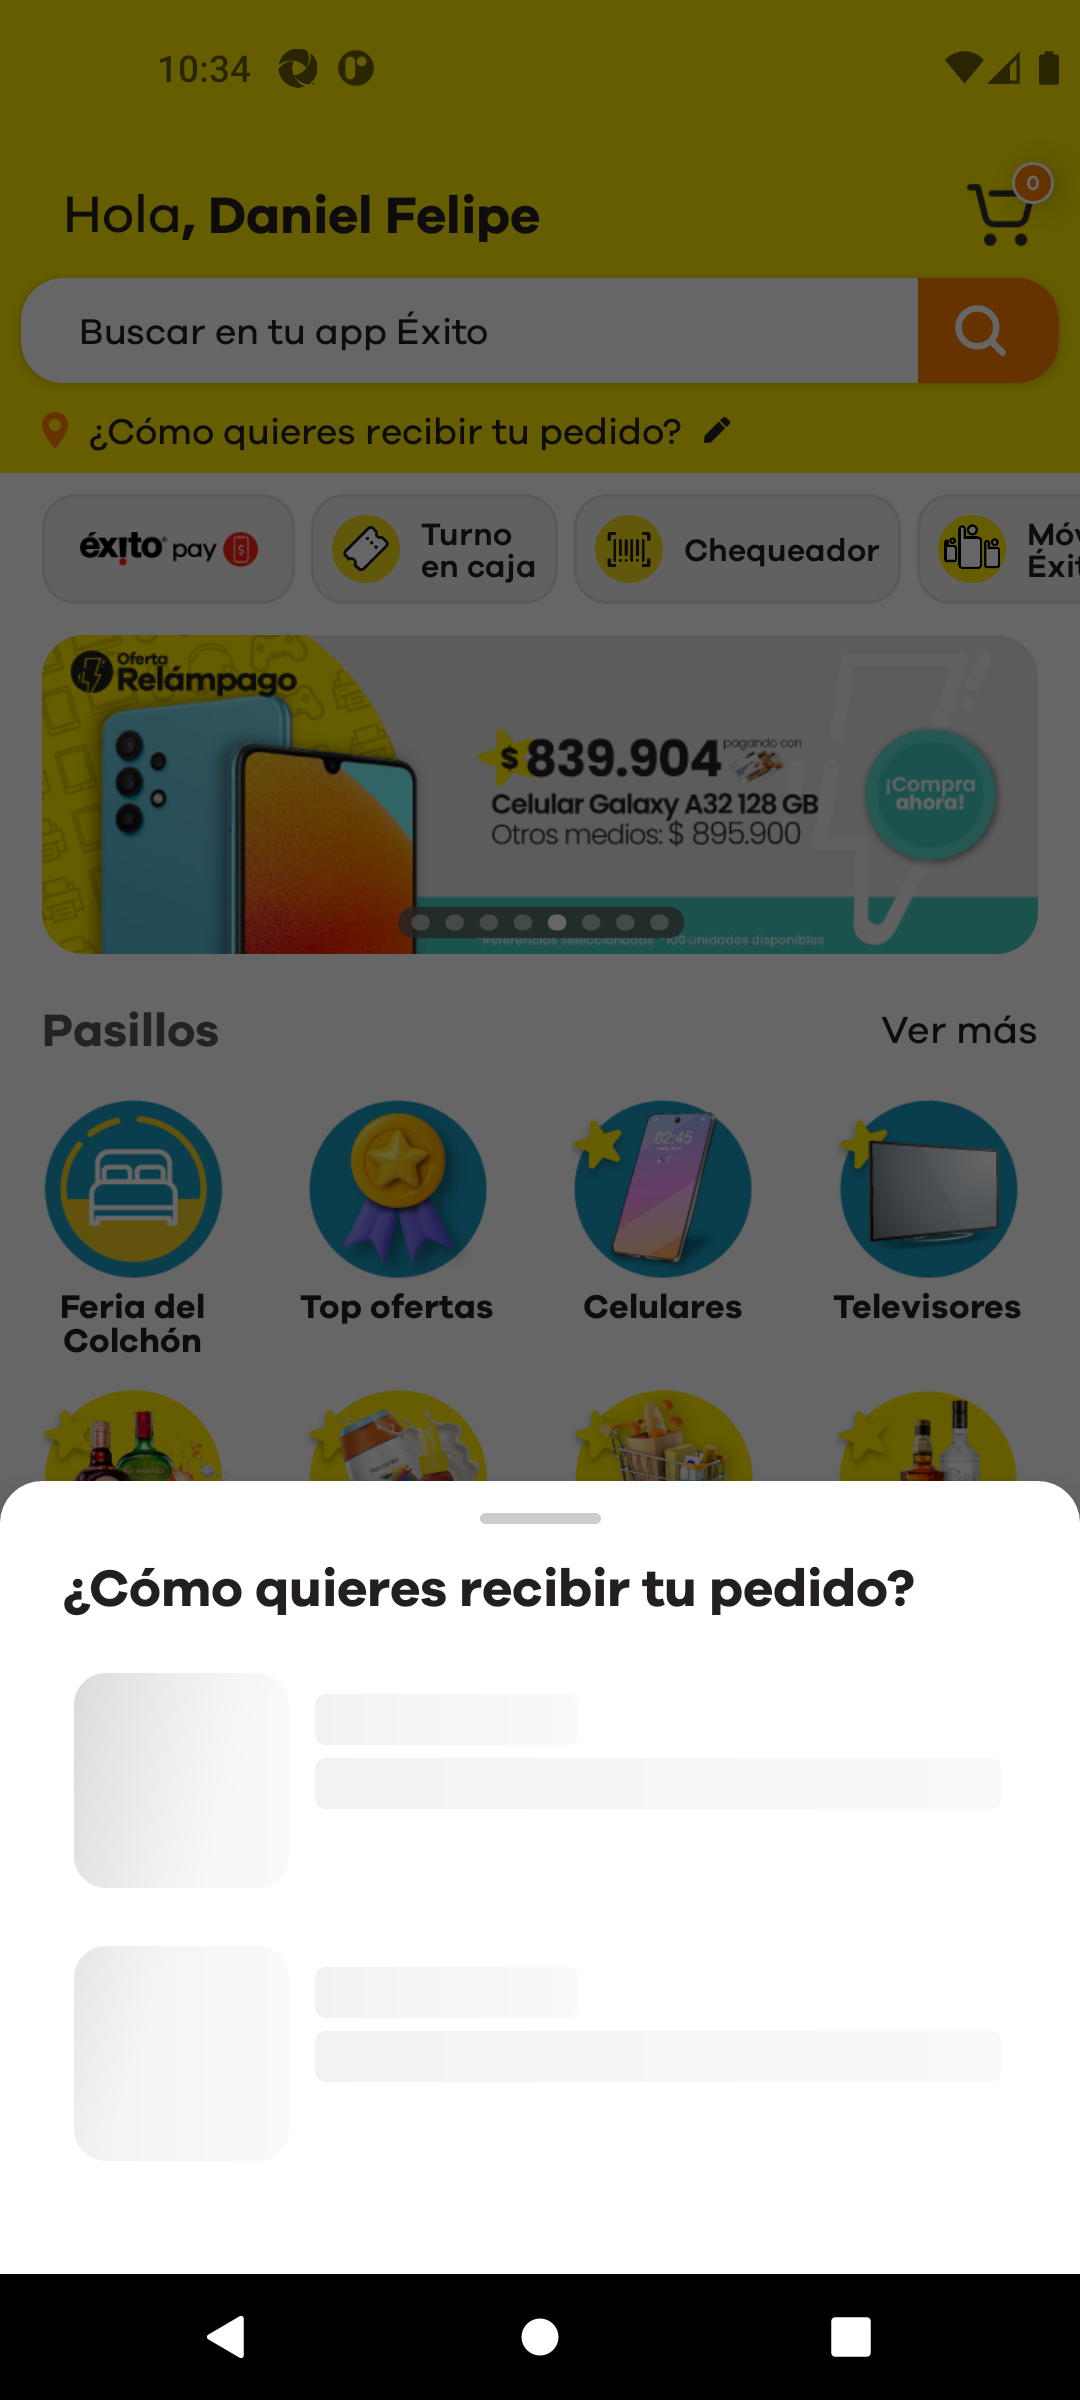 10:34
Hola, Daniel Felipe
0
Buscar en tu app Éxito
¿Cómo quieres recibir tu pedido?
éxito pay
Turno
en caja
Chequeador
Móv
Éxit
Oferta
Relámpago
$839.904 pagando con
Celular Galaxy A32 128 GB
Otros medios: $ 895.900
¡Compra
ahora!
*Referencias seleccionadas *100 unidades disponibles
Pasillos
Ver más
02:45
Feria del
Colchón
Top ofertas
Celulares
Televisores
¿Cómo quieres recibir tu pedido?